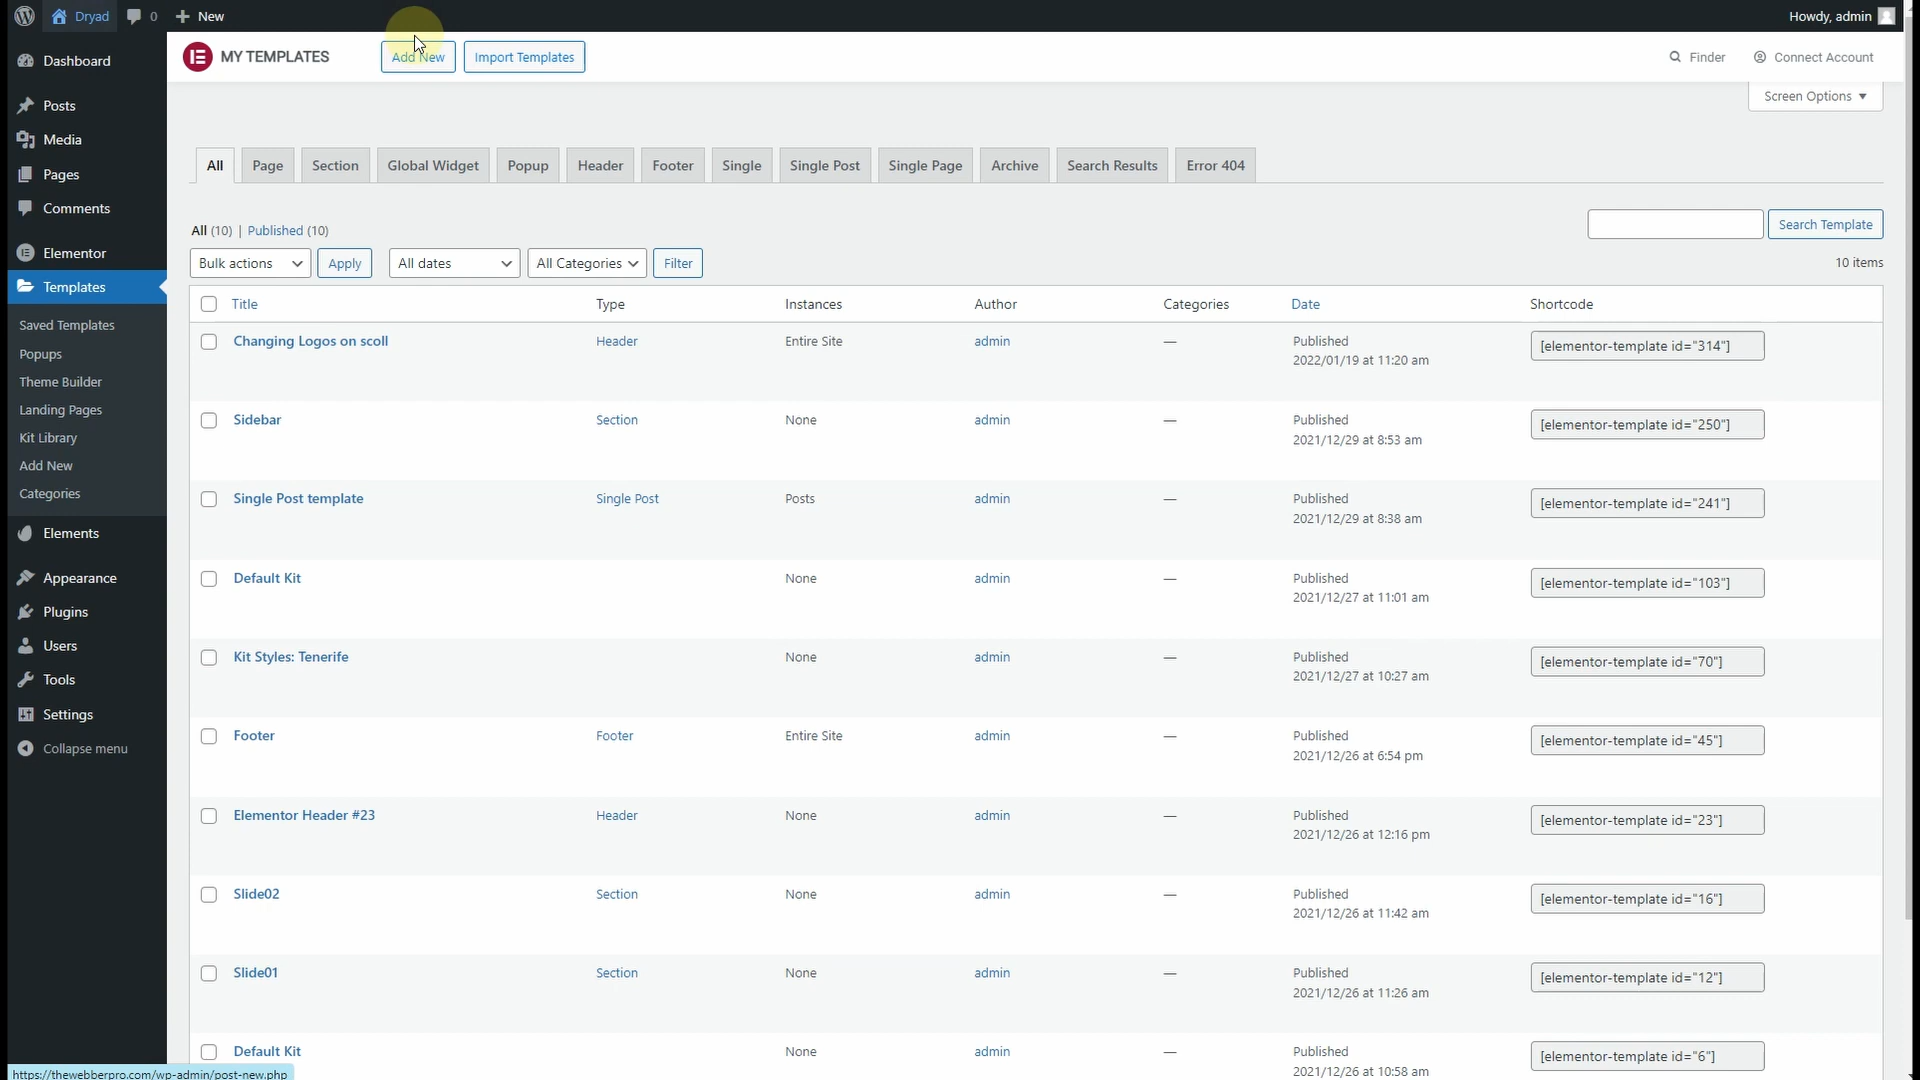 Dryad 0 New Howdy, admin
MY TEMPLATES Add New Import Templates Finder Connect Account
Screen Options
Dashboard
Posts
Media
Pages
Comments
Elementor
Templates
Saved Templates
Popups
Theme Builder
Landing Pages
Kit Library
Add New
Categories
Elements
Appearance
Plugins
Users
Tools
Settings
Collapse menu
All Page Section Global Widget Popup Header Footer Single Single Post Single Page Archive Search Results Error 404
All (10) | Published (10)
Search Template
Bulk actions Apply All dates All Categories Filter 10 items
Title Type Instances Author Categories Date Shortcode
Changing Logos on scoll Header Entire Site admin — Published [elementor-template id="314"]
2022/01/19 at 11:20 am
Sidebar Section None admin — Published [elementor-template id="250"]
2021/12/29 at 8:53 am
Single Post template Single Post Posts admin — Published [elementor-template id="241"]
2021/12/29 at 8:38 am
Default Kit None admin — Published [elementor-template id="103"]
2021/12/27 at 11:01 am
Kit Styles: Tenerife None admin — Published [elementor-template id="70"]
2021/12/27 at 10:27 am
Footer Footer Entire Site admin — Published [elementor-template id="45"]
2021/12/26 at 6:54 pm
Elementor Header #23 Header None admin — Published [elementor-template id="23"]
2021/12/26 at 12:16 pm
Slide02 Section None admin — Published [elementor-template id="16"]
2021/12/26 at 11:42 am
Slide01 Section None admin — Published [elementor-template id="12"]
2021/12/26 at 11:26 am
Default Kit None admin — Published [elementor-template id="6"]
2021/12/26 at 10:58 am
https://thewebberpro.com/wp-admin/post-new.php